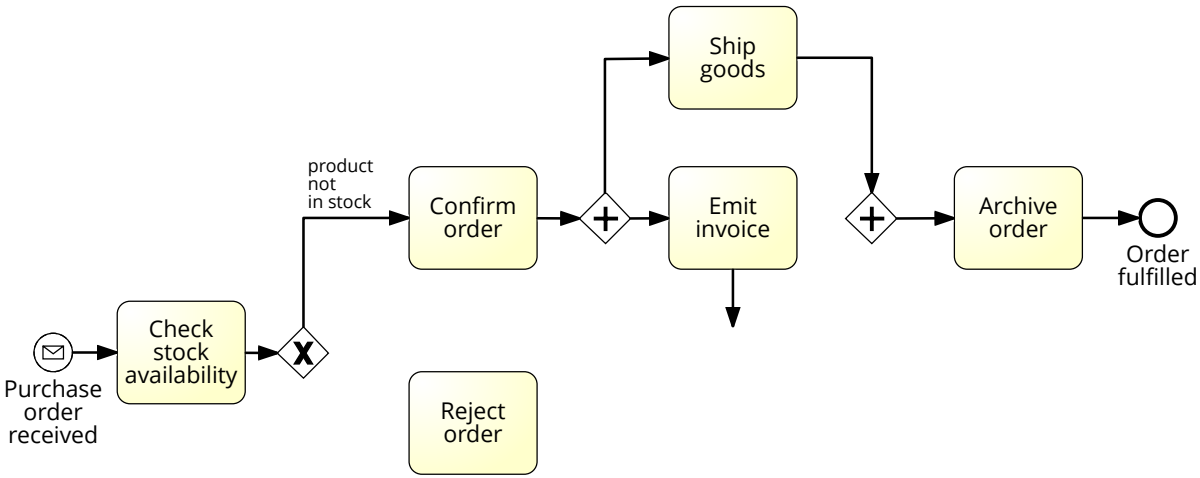 Ship
goods
product
not
in stock
Confirm
order
Emit
invoice
Archive
order
Order
fulfilled
Check
stock
availability
Purchase
order
received
Reject
order